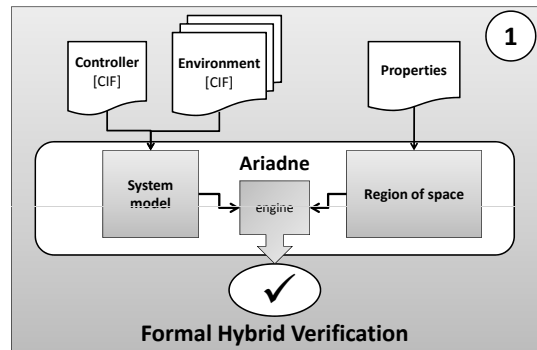 1
Controller
[CIF]
Environment
[CIF]
Properties
Ariadne
System
model
engine
Region of space
Formal Hybrid Verification